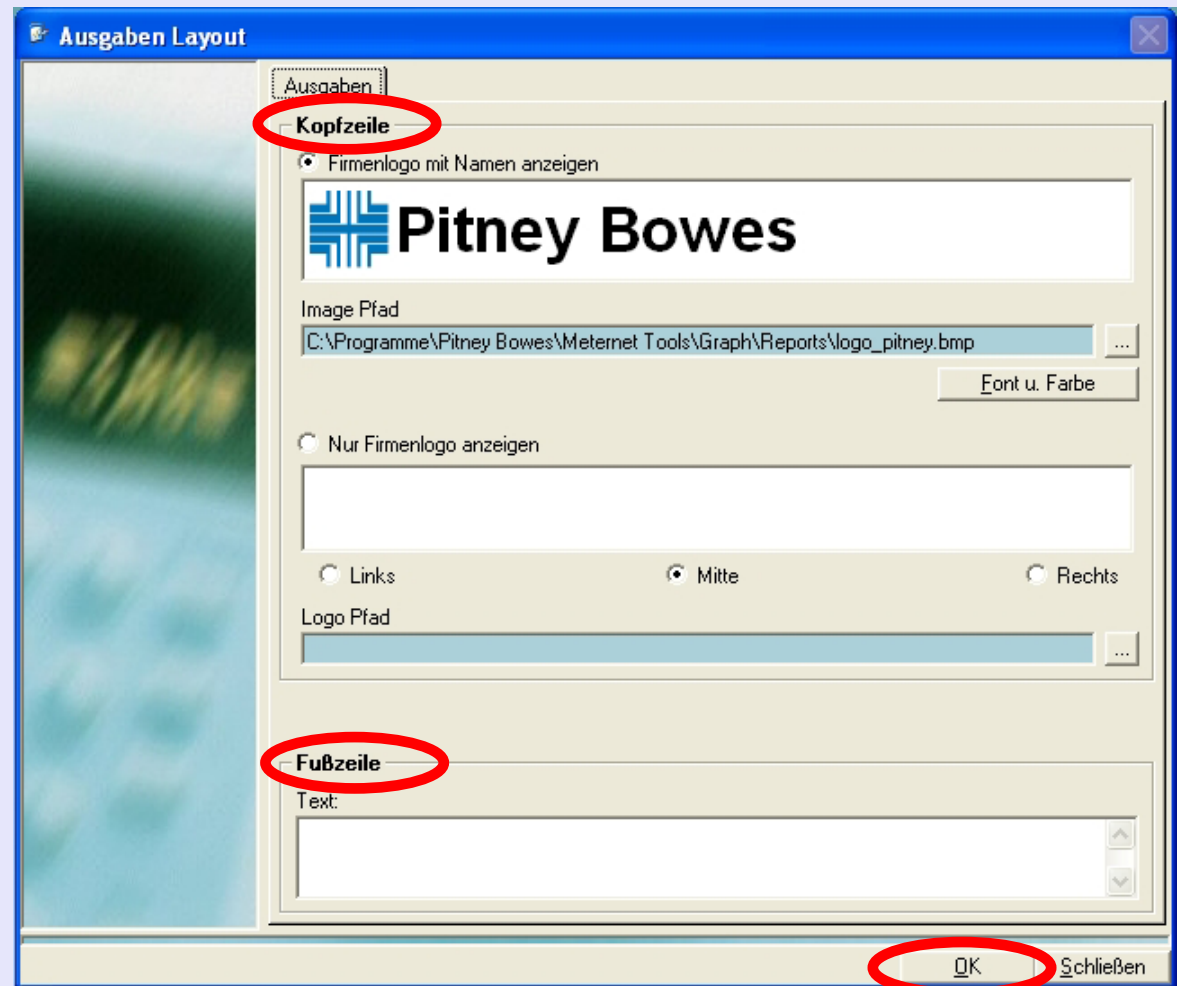 Ausgaben Layout
Ausgaben
Kopfzeile
Firmenlogo mit Namen anzeigen
Pitney Bowes
Image Pfad
C:\Programme\Pitney Bowes\Meternet Tools\Graph\Reports\logo_pitney.bmp
...
Font u. Farbe
Nur Firmenlogo anzeigen
Links Mitte Rechts
Logo Pfad
...
Fußzeile
Text:
OK Schließen